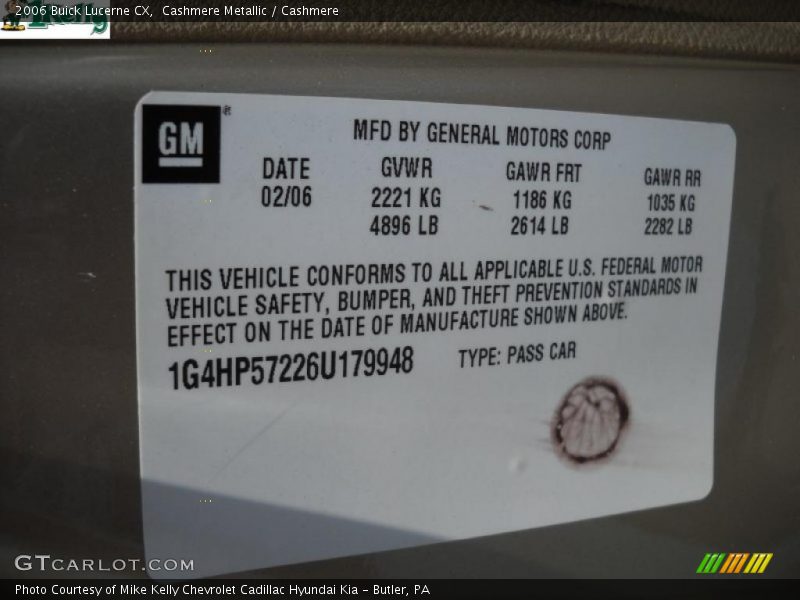 2006 Buick Lucerne CX,  Cashmere Metallic / Cashmere
GM
®
MFD BY GENERAL MOTORS CORP
DATE GVWR GAWR FRT GAWR RR
02/06 2221 KG 1186 KG 1035 KG
4896 LB 2614 LB 2282 LB
THIS VEHICLE CONFORMS TO ALL APPLICABLE U.S. FEDERAL MOTOR
VEHICLE SAFETY, BUMPER, AND THEFT PREVENTION STANDARDS IN
EFFECT ON THE DATE OF MANUFACTURE SHOWN ABOVE.
1G4HP57226U179948 TYPE: PASS CAR
GTCARLOT.COM
Photo Courtesy of Mike Kelly Chevrolet Cadillac Hyundai Kia - Butler, PA